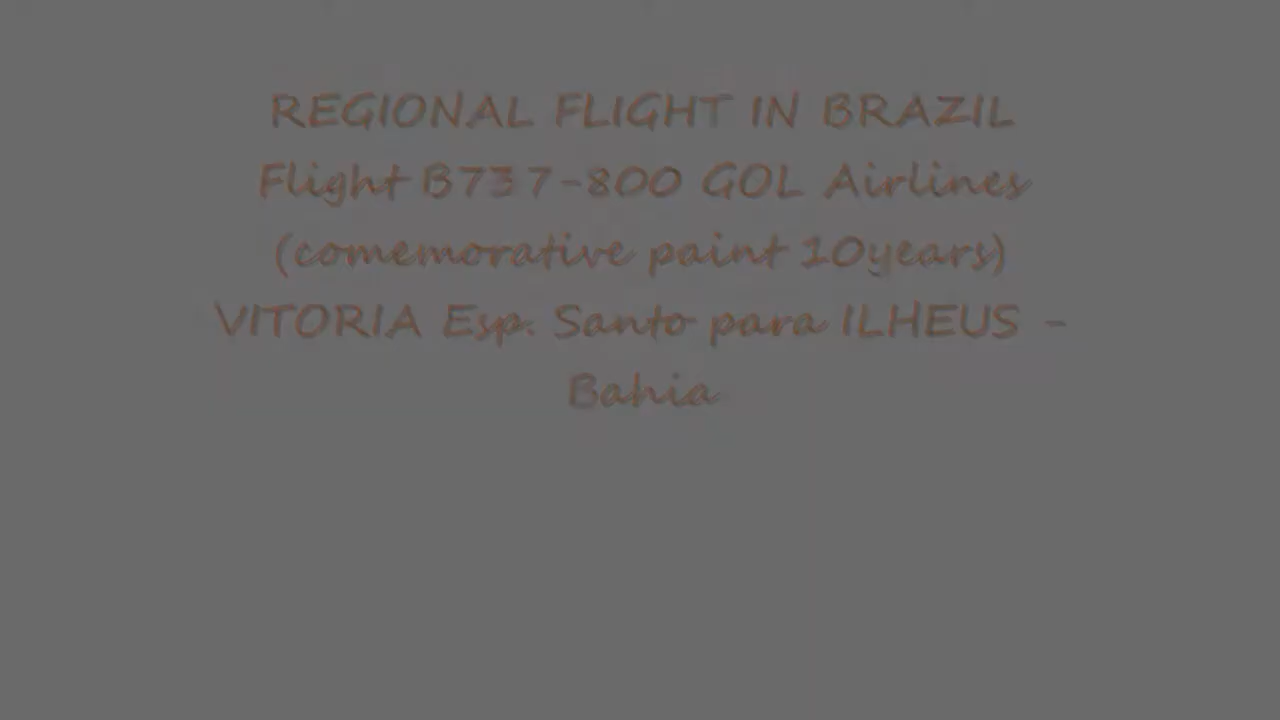 REGIONAL FLIGHT IN BRAZIL
Flight B737-800 GOL Airlines
(comemorative paint 10years)
VITORIA Esp. Santo para ILHEUS -
Bahia